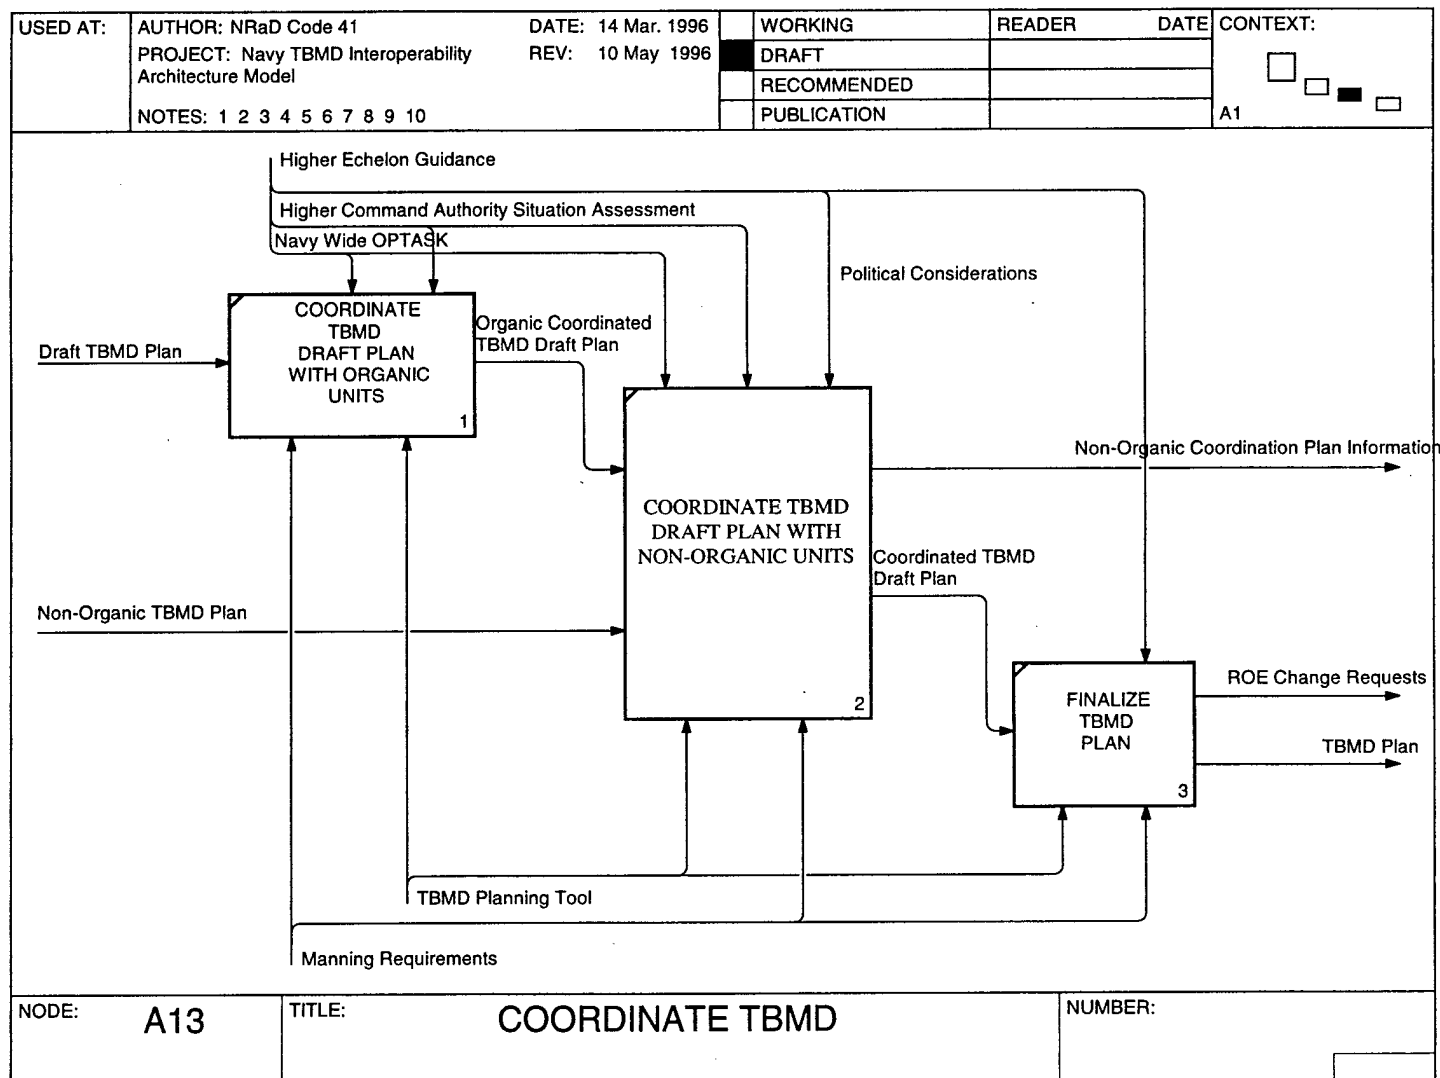 USED AT:
AUTHOR: NRaD Code 41
DATE: 14 Mar. 1996
PROJECT: Navy TBMD Interoperability
Architecture Model
REV: 10 May 1996
NOTES: 1 2 3 4 5 6 7 8 9 10
WORKING
DRAFT
RECOMMENDED
PUBLICATION
READER DATE
CONTEXT:
A1
Higher Echelon Guidance
Higher Command Authority Situation Assessment
Navy Wide OPTASK
Political Considerations
COORDINATE
TBMD
DRAFT PLAN
WITH ORGANIC
UNITS
1
Organic Coordinated
TBMD Draft Plan
Draft TBMD Plan
Non-Organic Coordination Plan Information
COORDINATE TBMD
DRAFT PLAN WITH
NON-ORGANIC UNITS
2
Coordinated TBMD
Draft Plan
Non-Organic TBMD Plan
FINALIZE
TBMD
PLAN
3
ROE Change Requests
TBMD Plan
TBMD Planning Tool
Manning Requirements
NODE:
A13
TITLE:
COORDINATE TBMD
NUMBER: